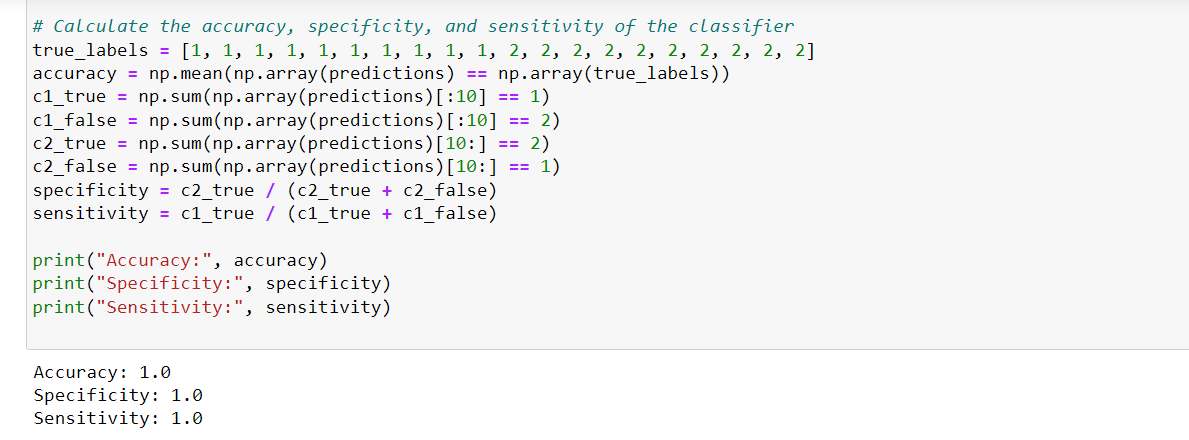 # Calculate the accuracy, specificity, and sensitivity of the classifier
true_labels = [1, 1, 1, 1, 1, 1, 1, 1, 1, 1, 2, 2, 2, 2, 2, 2, 2, 2, 2, 2]
accuracy = np.mean(np.array(predictions) == np.array(true_labels))
c1_true = np.sum(np.array(predictions)[:10] == 1)
c1_false = np.sum(np.array(predictions)[:10] == 2)
c2_true = np.sum(np.array(predictions)[10:] == 2)
c2_false = np.sum(np.array(predictions)[10:] == 1)
specificity = c2_true / (c2_true + c2_false)
sensitivity = c1_true / (c1_true + c1_false)
print("Accuracy:", accuracy)
print("Specificity:", specificity)
print("Sensitivity:", sensitivity)
Accuracy: 1.0
Specificity: 1.0
Sensitivity: 1.0